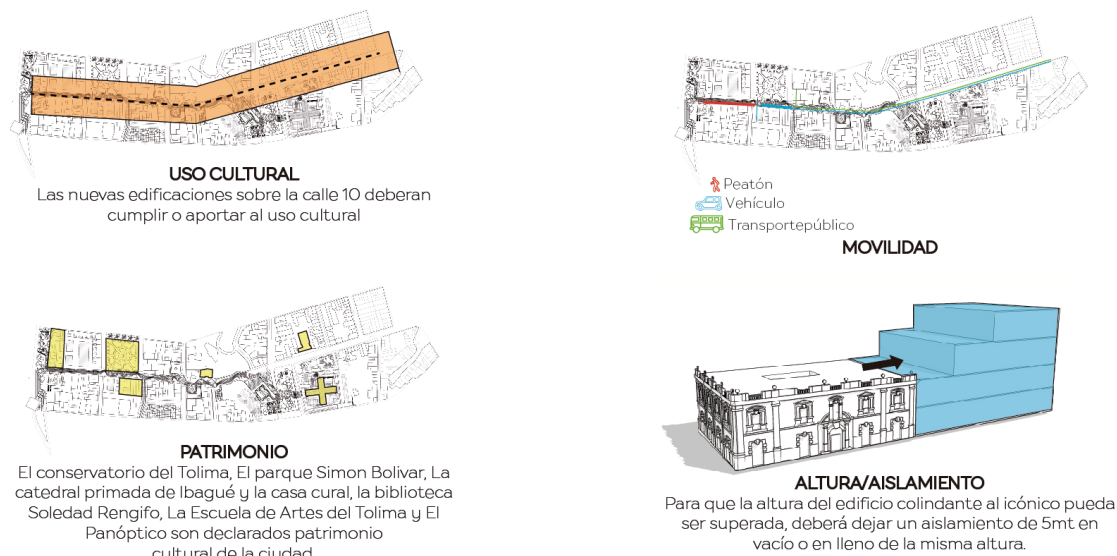 USO CULTURAL
Las nuevas edificaciones sobre la calle 10 deberan
cumplir o aportar al uso cultural
Peatón
Vehículo
Transportepúblico
MOVILIDAD
PATRIMONIO
El conservatorio del Tolima, El parque Simon Bolivar, La
catedral primada de Ibagué y la casa cural, la biblioteca
Soledad Rengifo, La Escuela de Artes del Tolima y El
Panóptico son declarados patrimonio
cultural de la ciudad
ALTURA/AISLAMIENTO
Para que la altura del edificio colindante al icónico pueda
ser superada, deberá dejar un aislamiento de 5mt en
vacío o en lleno de la misma altura.